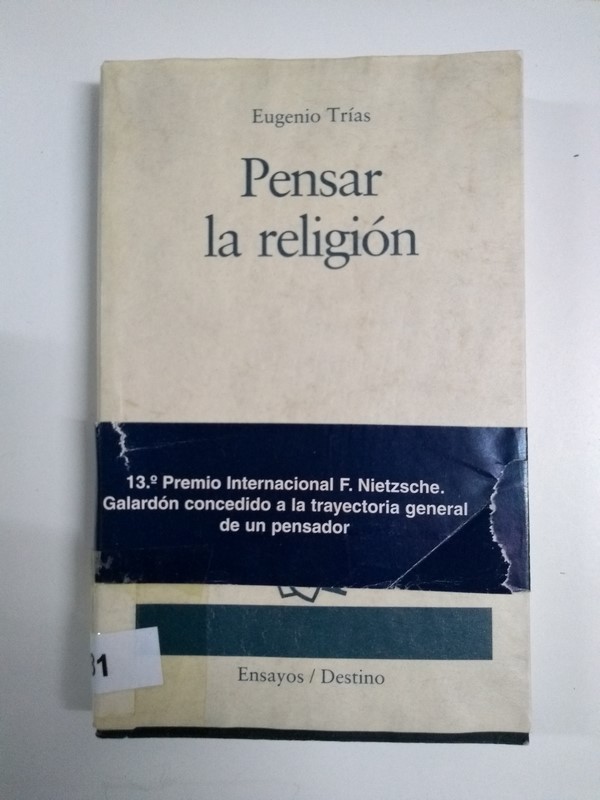 Eugenio Trías
Pensar
la religión
13.º Premio Internacional F. Nietzsche.
Galardón concedido a la trayectoria general
de un pensador
31
Ensayos / Destino